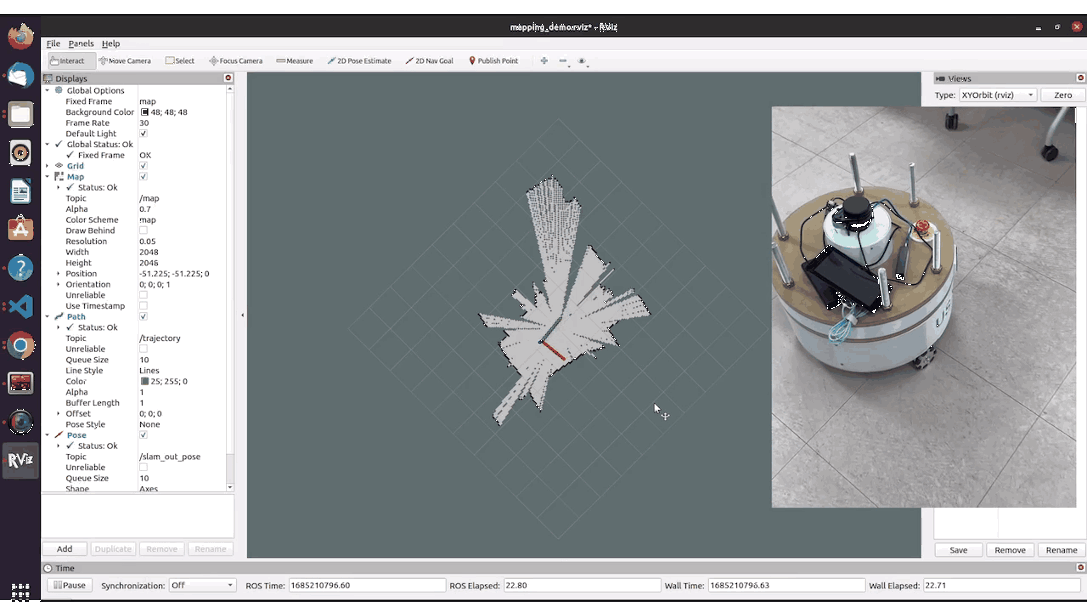 mapping_demo.rviz* - RViz
File Panels Help
Interact Move Camera Select Focus Camera Measure 2D Pose Estimate 2D Nav Goal Publish Point
Displays
Global Options
Fixed Frame map
Background Color 48; 48; 48
Frame Rate 30
Default Light
Global Status: Ok
Fixed Frame OK
Grid
Map
Status: Ok
Topic /map
Alpha 0.7
Color Scheme map
Draw Behind
Resolution 0.05
Width 2048
Height 2048
Position -51.225; -51.225; 0
Orientation 0; 0; 0; 1
Unreliable
Use Timestamp
Path
Status: Ok
Topic /trajectory
Unreliable
Queue Size 10
Line Style Lines
Color 25; 255; 0
Alpha 1
Buffer Length 1
Offset 0; 0; 0
Pose Style None
Pose
Status: Ok
Topic /slam_out_pose
Unreliable
Queue Size 10
Shape Axes
Add Duplicate Remove Rename
Views
Type: XYOrbit (rviz) Zero
Save Remove Rename
Time
Pause Synchronization: Off ROS Time: 1685210796.60 ROS Elapsed: 22.80 Wall Time: 1685210796.63 Wall Elapsed: 22.71
RViz